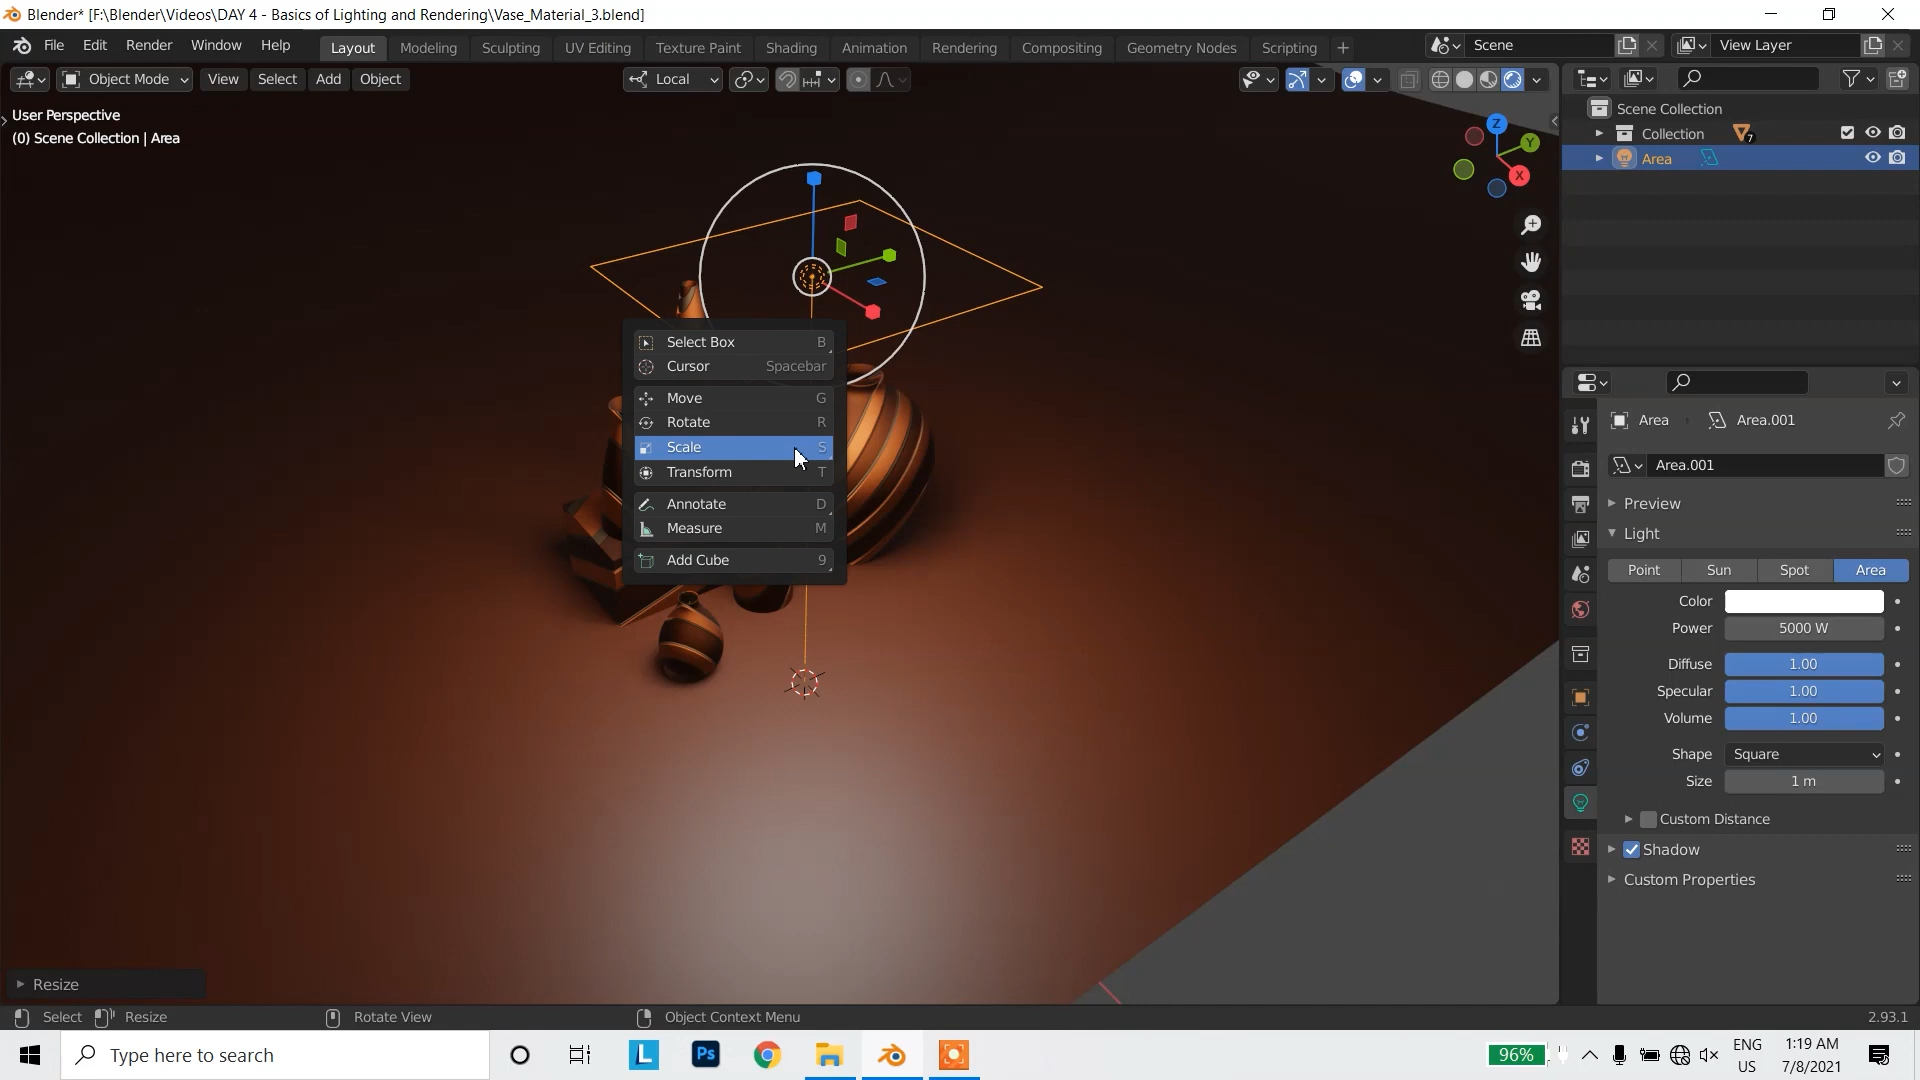 Blender* [F:\Blender\Videos\DAY 4 - Basics of Lighting and Rendering\Vase_Material_3.blend]
File Edit Render Window Help Layout Modeling Sculpting UV Editing Texture Paint Shading Animation Rendering Compositing Geometry Nodes Scripting + Scene View Layer
Object Mode View Select Add Object Local
User Perspective
(0) Scene Collection | Area
Z
Y
X
Scene Collection
Collection 7
Area
Select Box B
Cursor Spacebar
Move G
Rotate R
Scale S
Transform T
Annotate D
Measure M
Add Cube 9
Area Area.001
Area.001
Preview
Light
Point Sun Spot Area
Color
Power 5000 W
Diffuse 1.00
Specular 1.00
Volume 1.00
Shape Square
Size 1 m
Custom Distance
Shadow
Custom Properties
Resize
Select Resize Rotate View Object Context Menu 2.93.1
Type here to search
L
Ps
96%
ENG
US
1:19 AM
7/8/2021